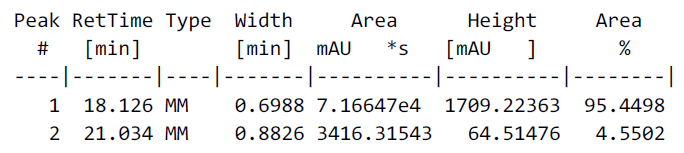 Peak RetTime Type  Width     Area      Height     Area
  #   [min]        [min]  mAU   *s   [mAU   ]      %
----|-------|----|-------|----------|----------|--------|
   1  18.126 MM    0.6988 7.16647e4  1709.22363  95.4498
   2  21.034 MM    0.8826 3416.31543   64.51476   4.5502